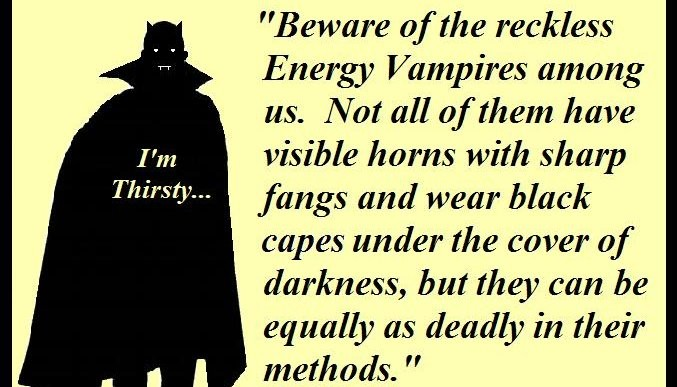 I'm
Thirsty...
"Beware of the reckless
Energy Vampires among
us.  Not all of them have
visible horns with sharp
fangs and wear black
capes under the cover of
darkness, but they can be
equally as deadly in their
methods."